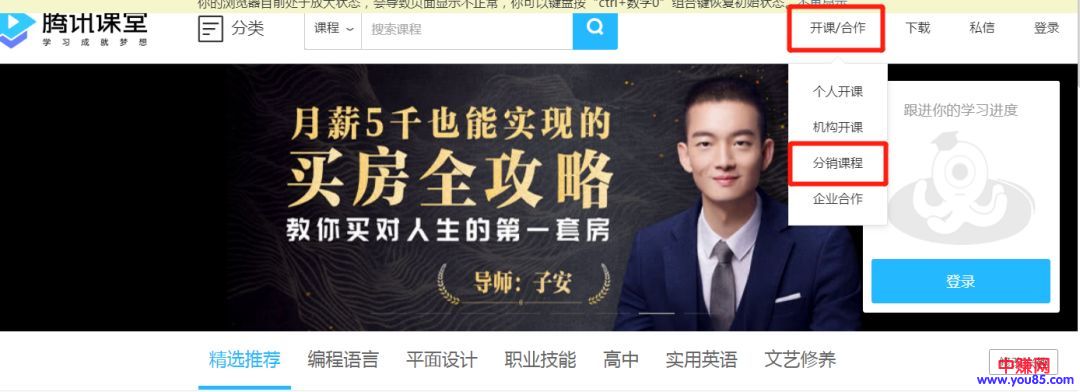 你的浏览器目前处于放大状态，会导致页面显示不正常，你可以键盘按“ctrl+数字0”组合键恢复初始状态。不再显示
腾讯课堂
学习成就梦想
分类
课程
搜索课程
开课/合作
下载
私信
登录
个人开课
机构开课
分销课程
企业合作
月薪5千也能实现的
买房全攻略
教你买对人生的第一套房
导师：子安
跟进你的学习进度
登录
精选推荐
编程语言
平面设计
职业技能
高中
实用英语
文艺修养
中赚网
www.you85.com